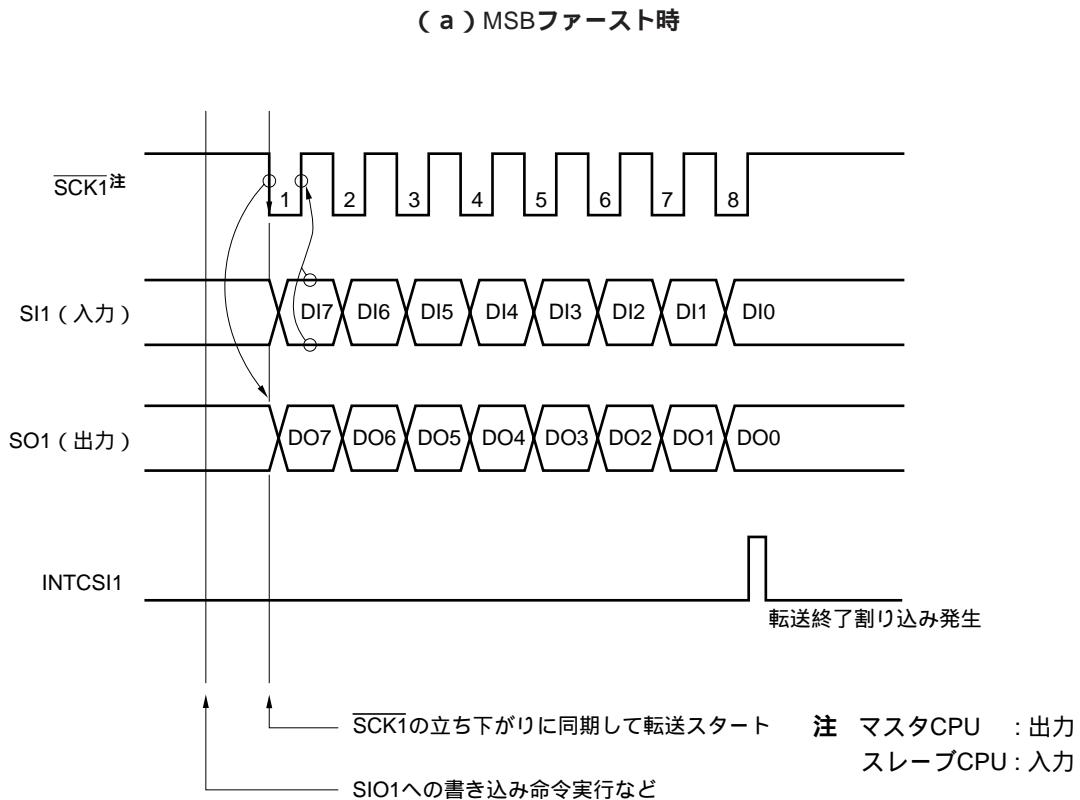 (a) MSBファースト時
SCK1注
1 2 3 4 5 6 7 8
SI1(入力)
DI7 DI6 DI5 DI4 DI3 DI2 DI1 DI0
SO1(出力)
DO7 DO6 DO5 DO4 DO3 DO2 DO1 DO0
INTCSI1
転送終了割り込み発生
SCK1の立ち下がりに同期して転送スタート
注 マスタCPU :出力
スレーブCPU:入力
SIO1への書き込み命令実行など